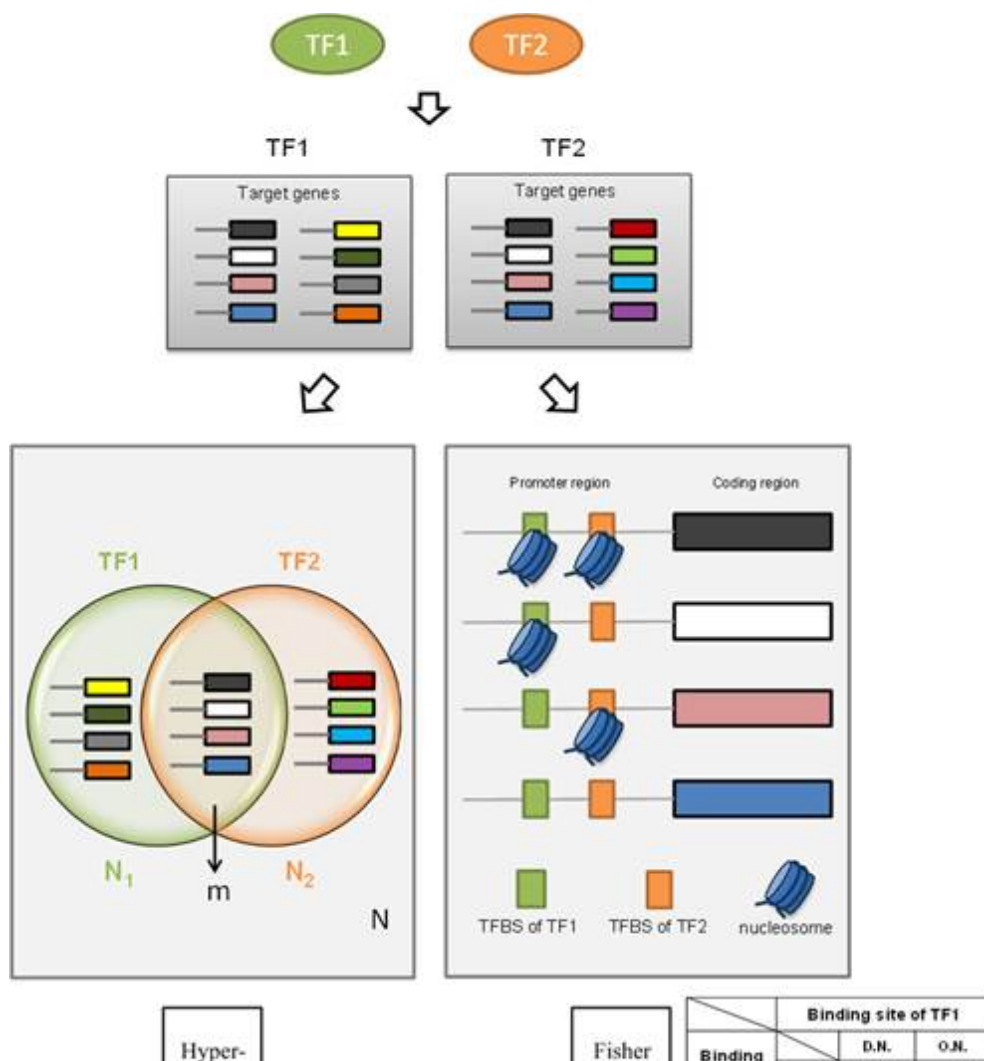 TF1 TF2
TF1 TF2
Target genes Target genes
TF1 TF2
N1 N2
m
N
Promoter region Coding region
TFBS of TF1 TFBS of TF2 nucleosome
Hyper-
Fisher
Binding site of TF1
D.N. O.N.
Binding